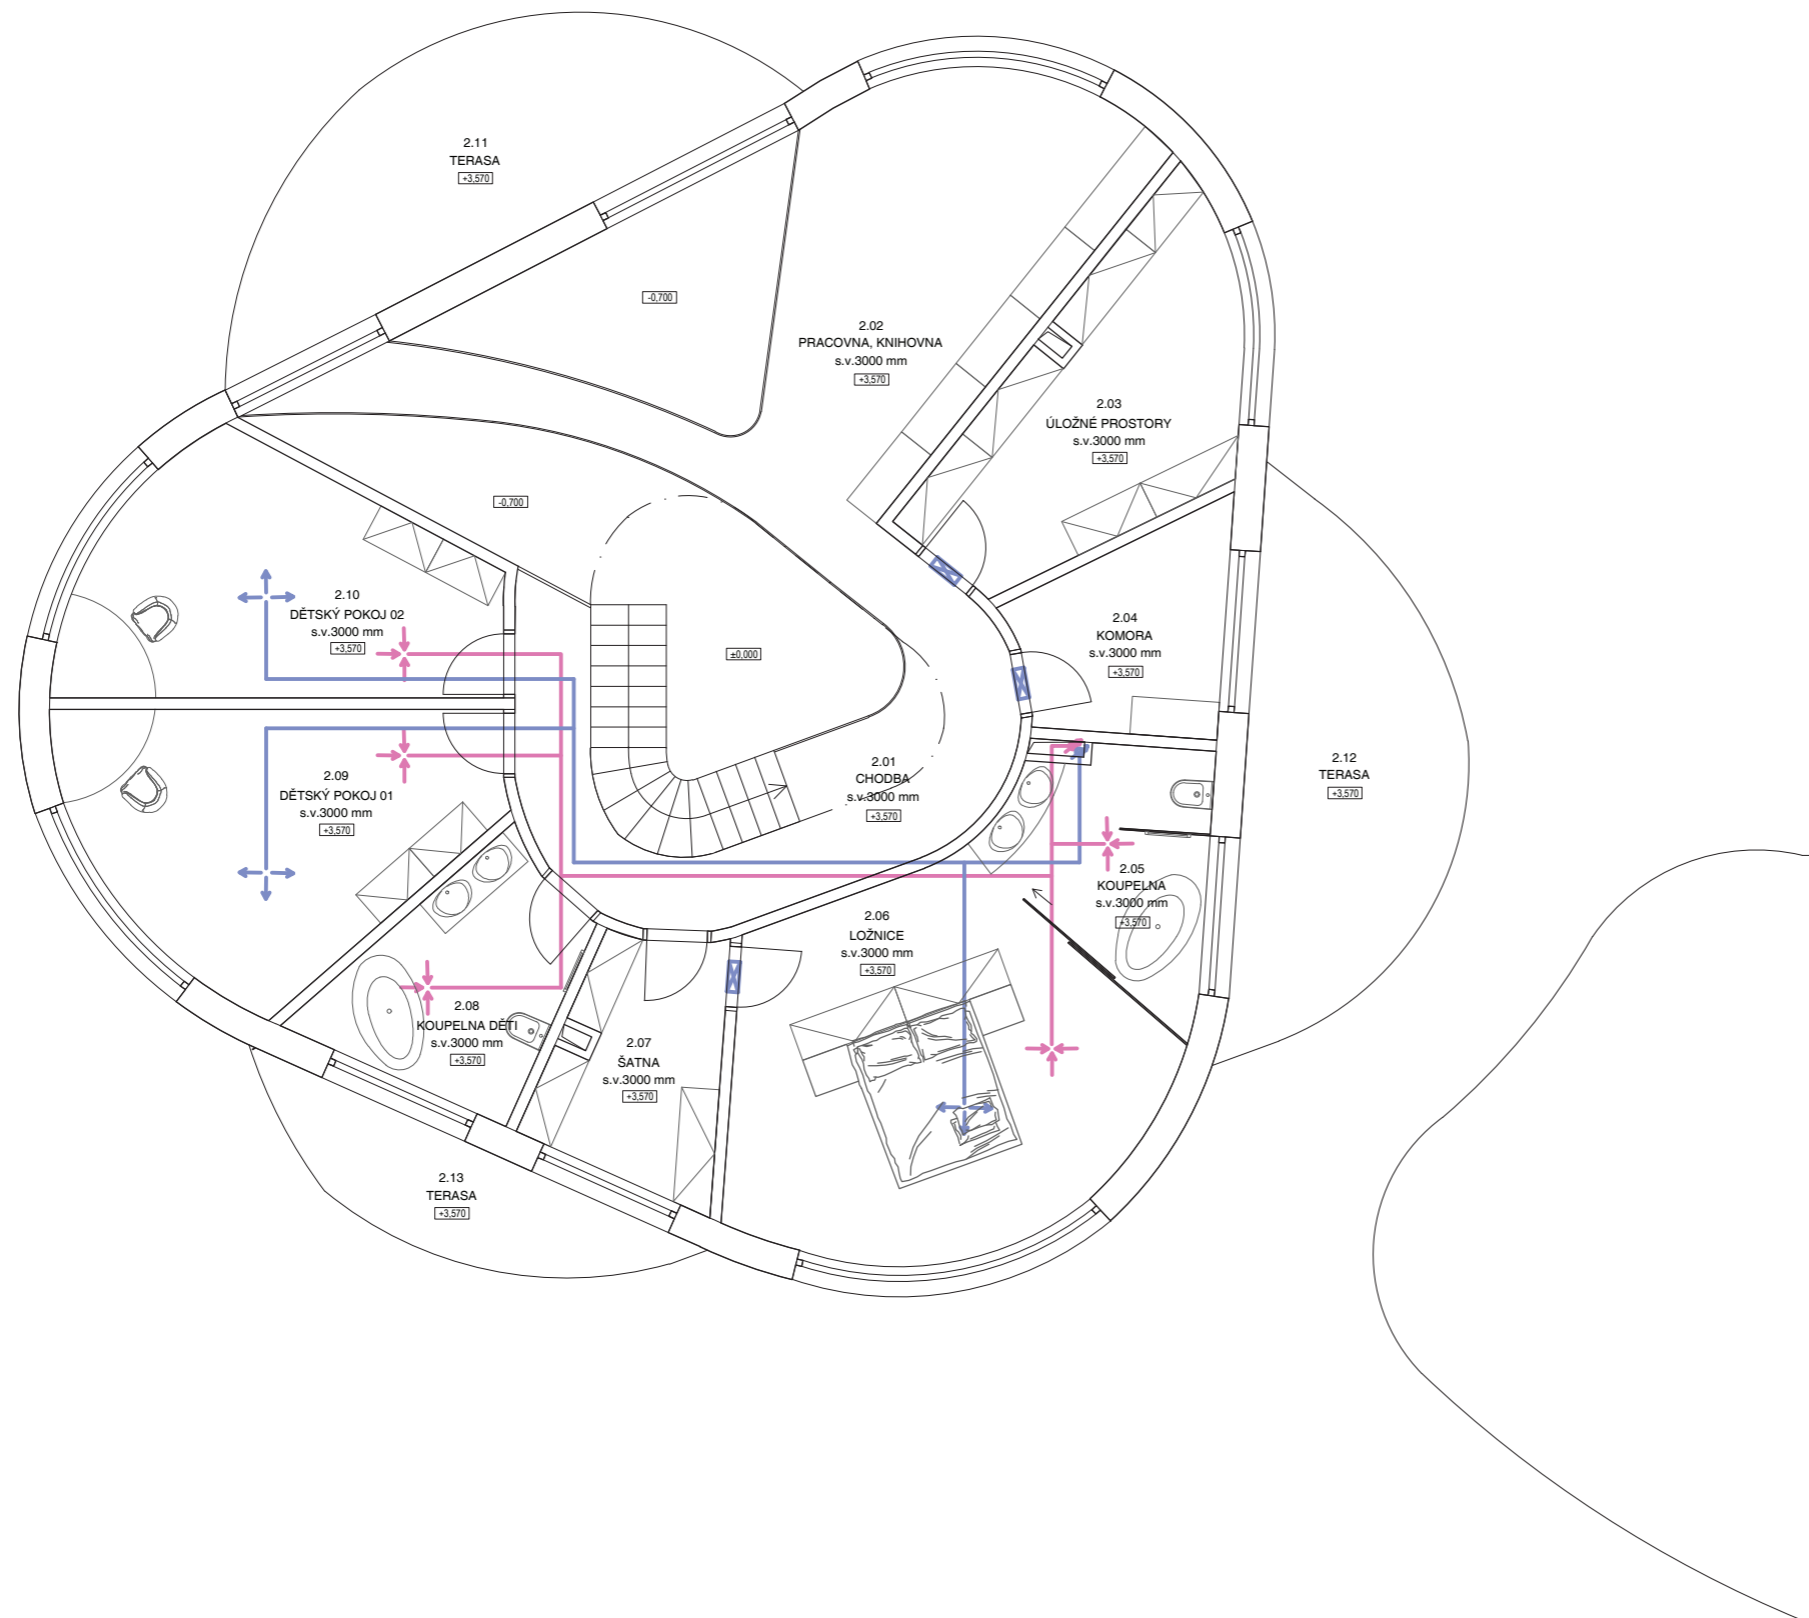 2.11
TERASA
+3,570
-0,700
2.02
PRACOVNA, KNIHOVNA
s.v.3000 mm
+3,570
2.03
ÚLOŽNÉ PROSTORY
s.v.3000 mm
+3,570
-0,700
2.10
DĚTSKÝ POKOJ 02
s.v.3000 mm
+3,570
2.04
KOMORA
s.v.3000 mm
+3,570
±0,000
2.09
DĚTSKÝ POKOJ 01
s.v.3000 mm
+3,570
2.01
CHODBA
s.v.3000 mm
+3,570
2.12
TERASA
+3,570
2.05
KOUPELNA
s.v.3000 mm
+3,570
2.06
LOŽNICE
s.v.3000 mm
+3,570
2.08
KOUPELNA DĚTI
s.v.3000 mm
+3,570
2.07
ŠATNA
s.v.3000 mm
+3,570
2.13
TERASA
+3,570